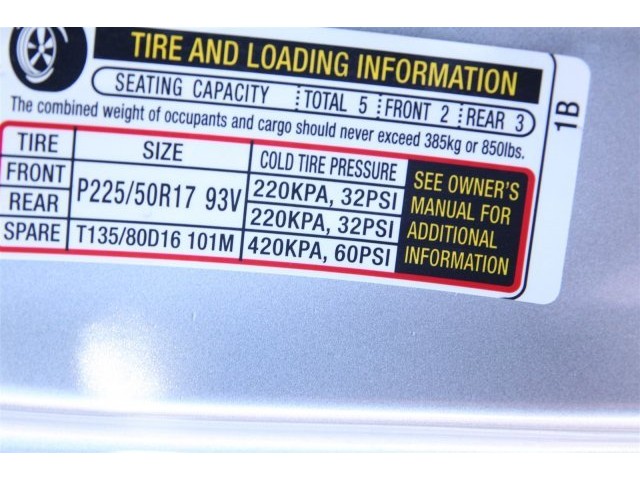 TIRE AND LOADING INFORMATION
SEATING CAPACITY TOTAL 5 FRONT 2 REAR 3
The combined weight of occupants and cargo should never exceed 385kg or 850lbs.
1B
TIRE SIZE COLD TIRE PRESSURE
FRONT P225/50R17 93V 220KPA, 32PSI
REAR 220KPA, 32PSI
SPARE T135/80D16 101M 420KPA, 60PSI
SEE OWNER'S
MANUAL FOR
ADDITIONAL
INFORMATION